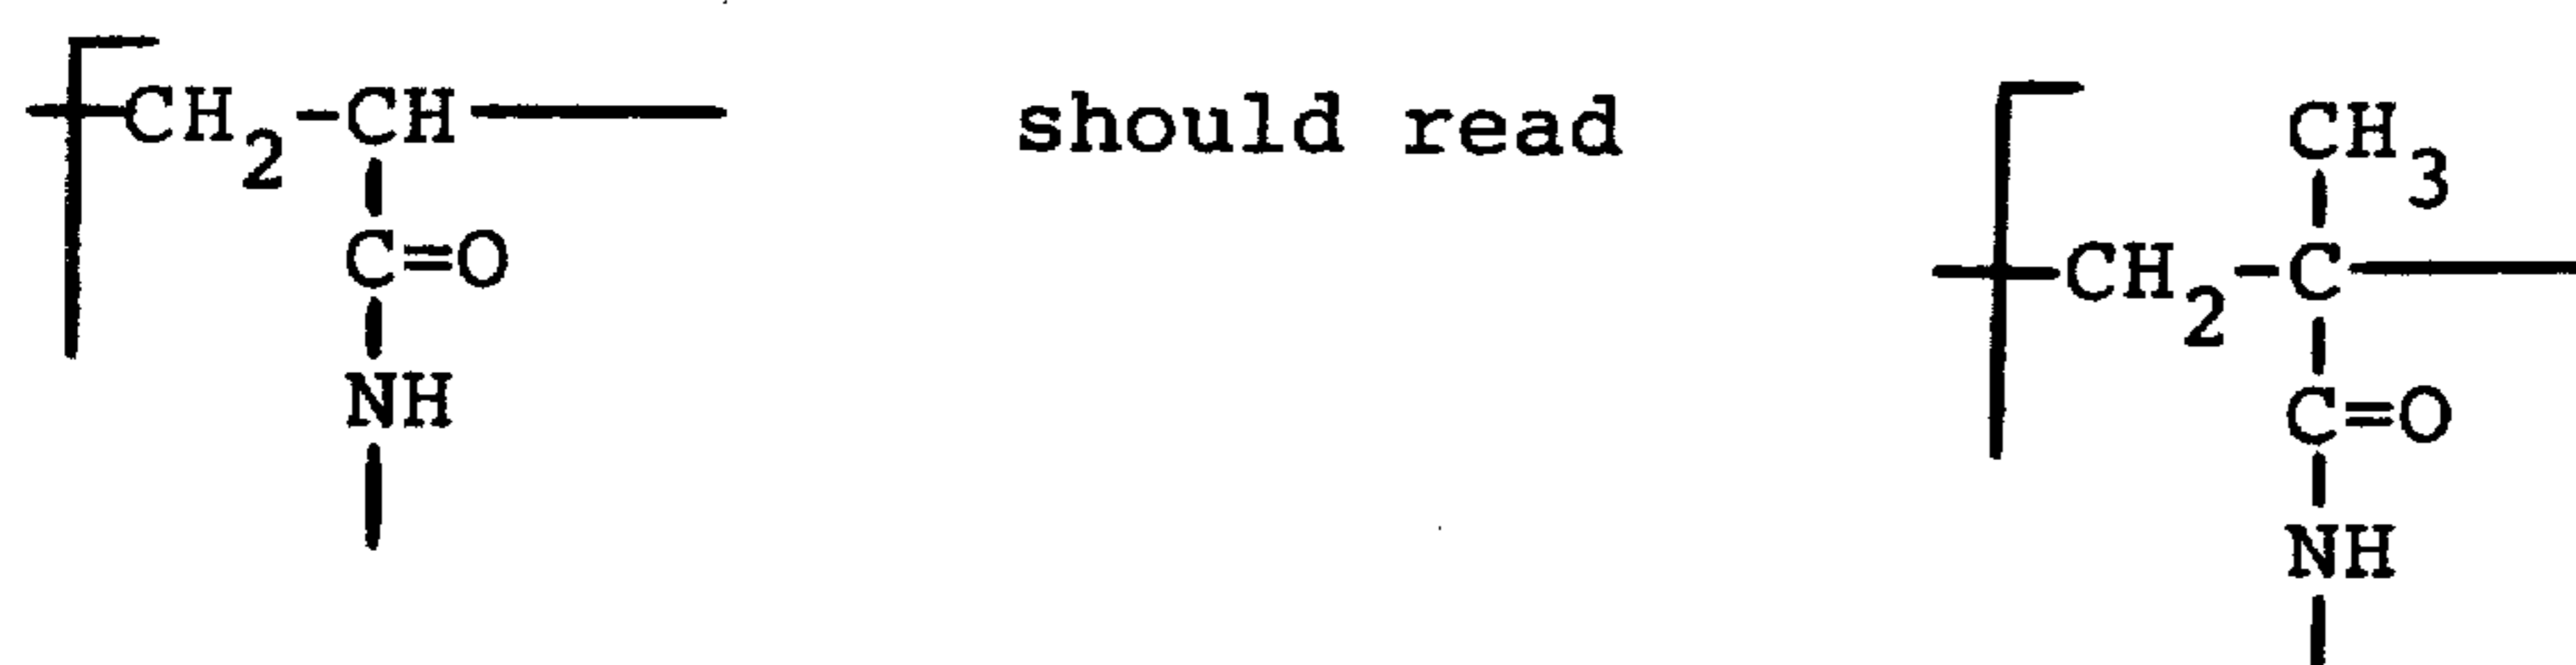 CH2-CH should read CH3
C=O CH2-C
NH C=O
NH